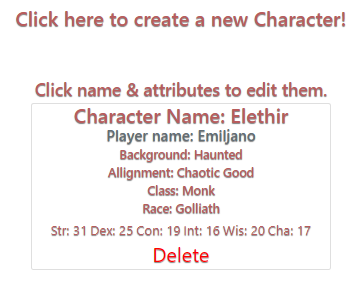 Click here to create a new Character!
Click name & attributes to edit them.
Character Name: Elethir
Player name: Emiljano
Background: Haunted
Allignment: Chaotic Good
Class: Monk
Race: Golliath
Str: 31 Dex: 25 Con: 19 Int: 16 Wis: 20 Cha: 17
Delete